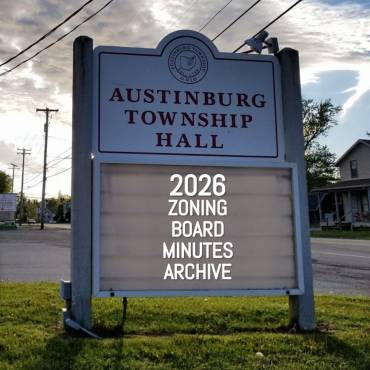 AUSTINBURG
TOWNSHIP
HALL
2026
ZONING
BOARD
MINUTES
ARCHIVE